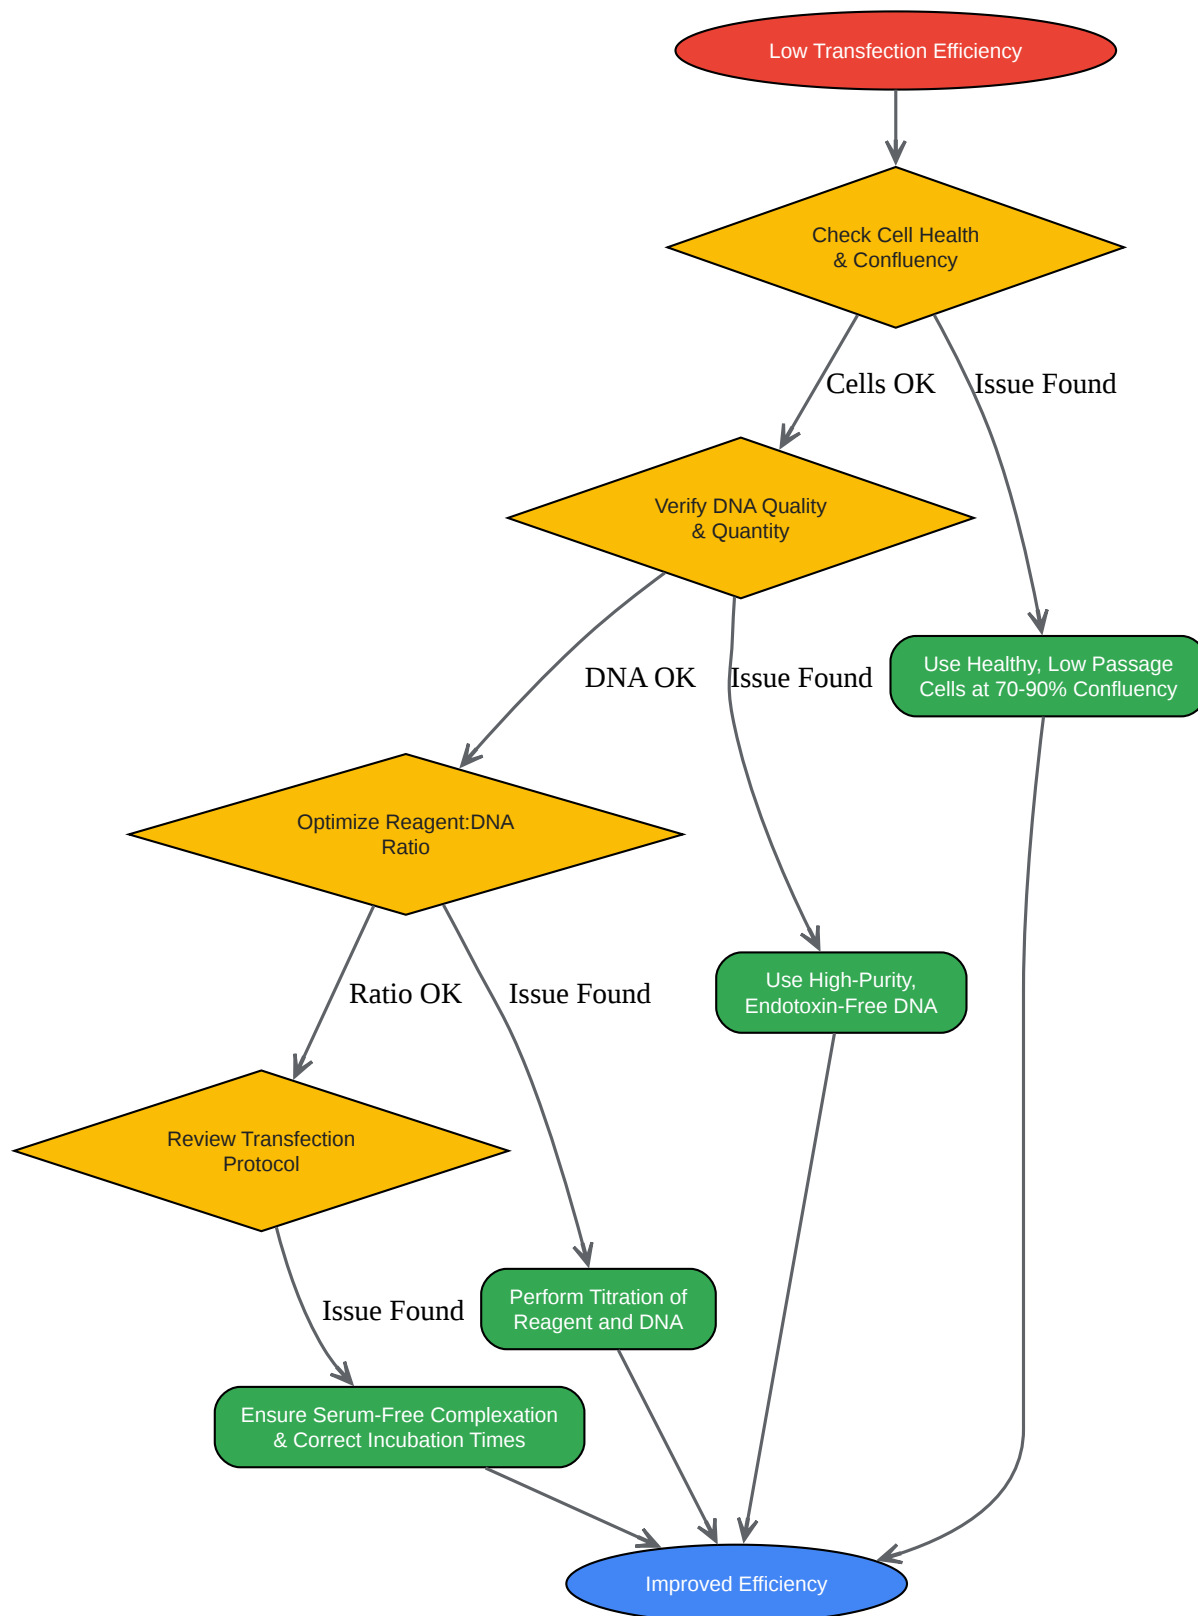 Low Transfection Efficiency
Check Cell Health
& Confluency
Cells OK
Issue Found
Verify DNA Quality
& Quantity
DNA OK
Issue Found
Use Healthy, Low Passage
Cells at 70-90% Confluency
Optimize Reagent:DNA
Ratio
Ratio OK
Issue Found
Use High-Purity,
Endotoxin-Free DNA
Review Transfection
Protocol
Issue Found
Perform Titration of
Reagent and DNA
Ensure Serum-Free Complexation
& Correct Incubation Times
Improved Efficiency